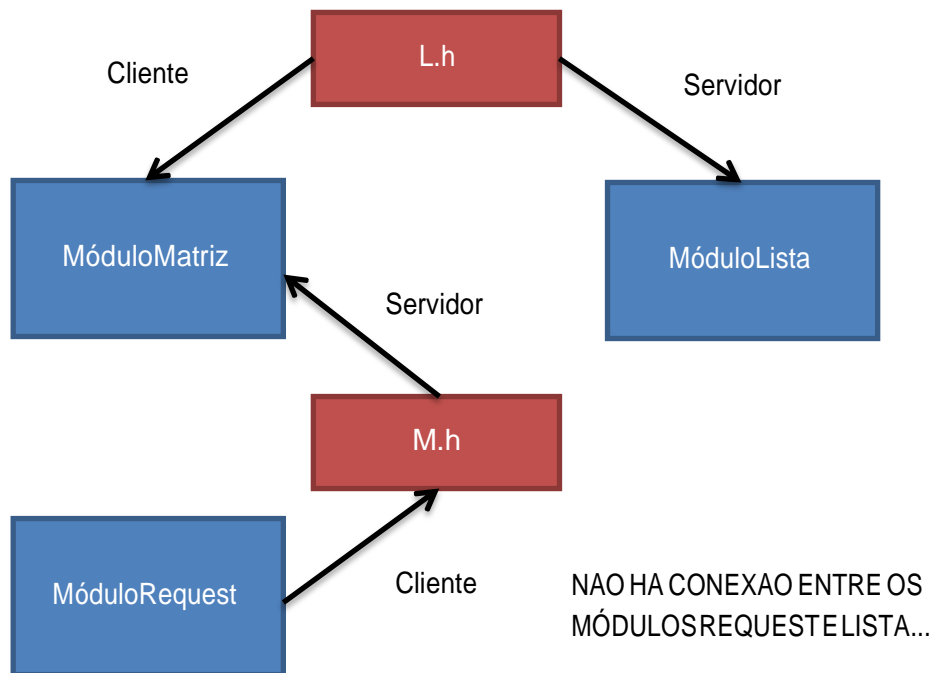 L.h
Cliente
Servidor
MóduloMatriz
MóduloLista
Servidor
M.h
MóduloRequest
Cliente
NAO HA CONEXAO ENTRE OS
MÓDULOS REQUEST E LISTA...